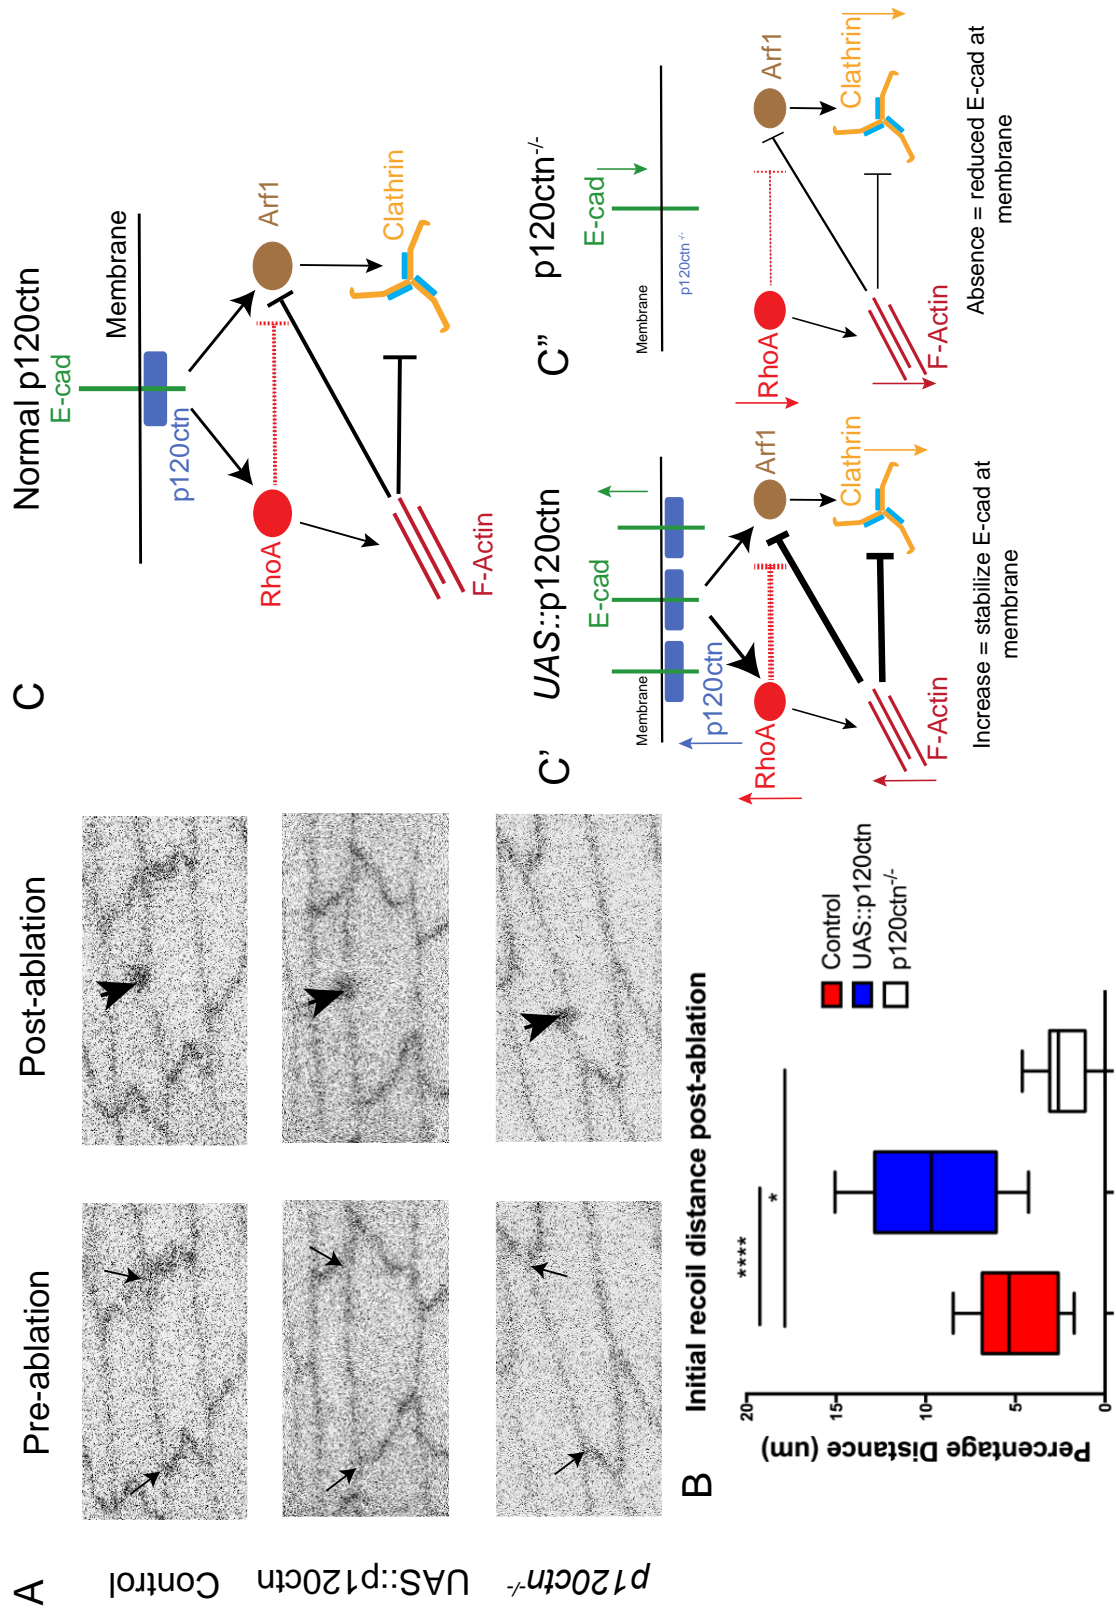 A
Pre-ablation
Post-ablation
Control
UAS::p120ctn
p120ctn-/-
B
Initial recoil distance post-ablation
****
*
Control
UAS::p120ctn
p120ctn-/-
Percentage Distance (um)
20
15
10
5
0
C
Normal p120ctn
E-cad
Membrane
p120ctn
RhoA
Arf1
Clathrin
F-Actin
C'
UAS::p120ctn
E-cad
Membrane
p120ctn
RhoA
Arf1
Clathrin
F-Actin
Increase = stabilize E-cad at
membrane
C"
p120ctn-/-
E-cad
Membrane
p120ctn-/-
RhoA
Arf1
Clathrin
F-Actin
Absence = reduced E-cad at
membrane